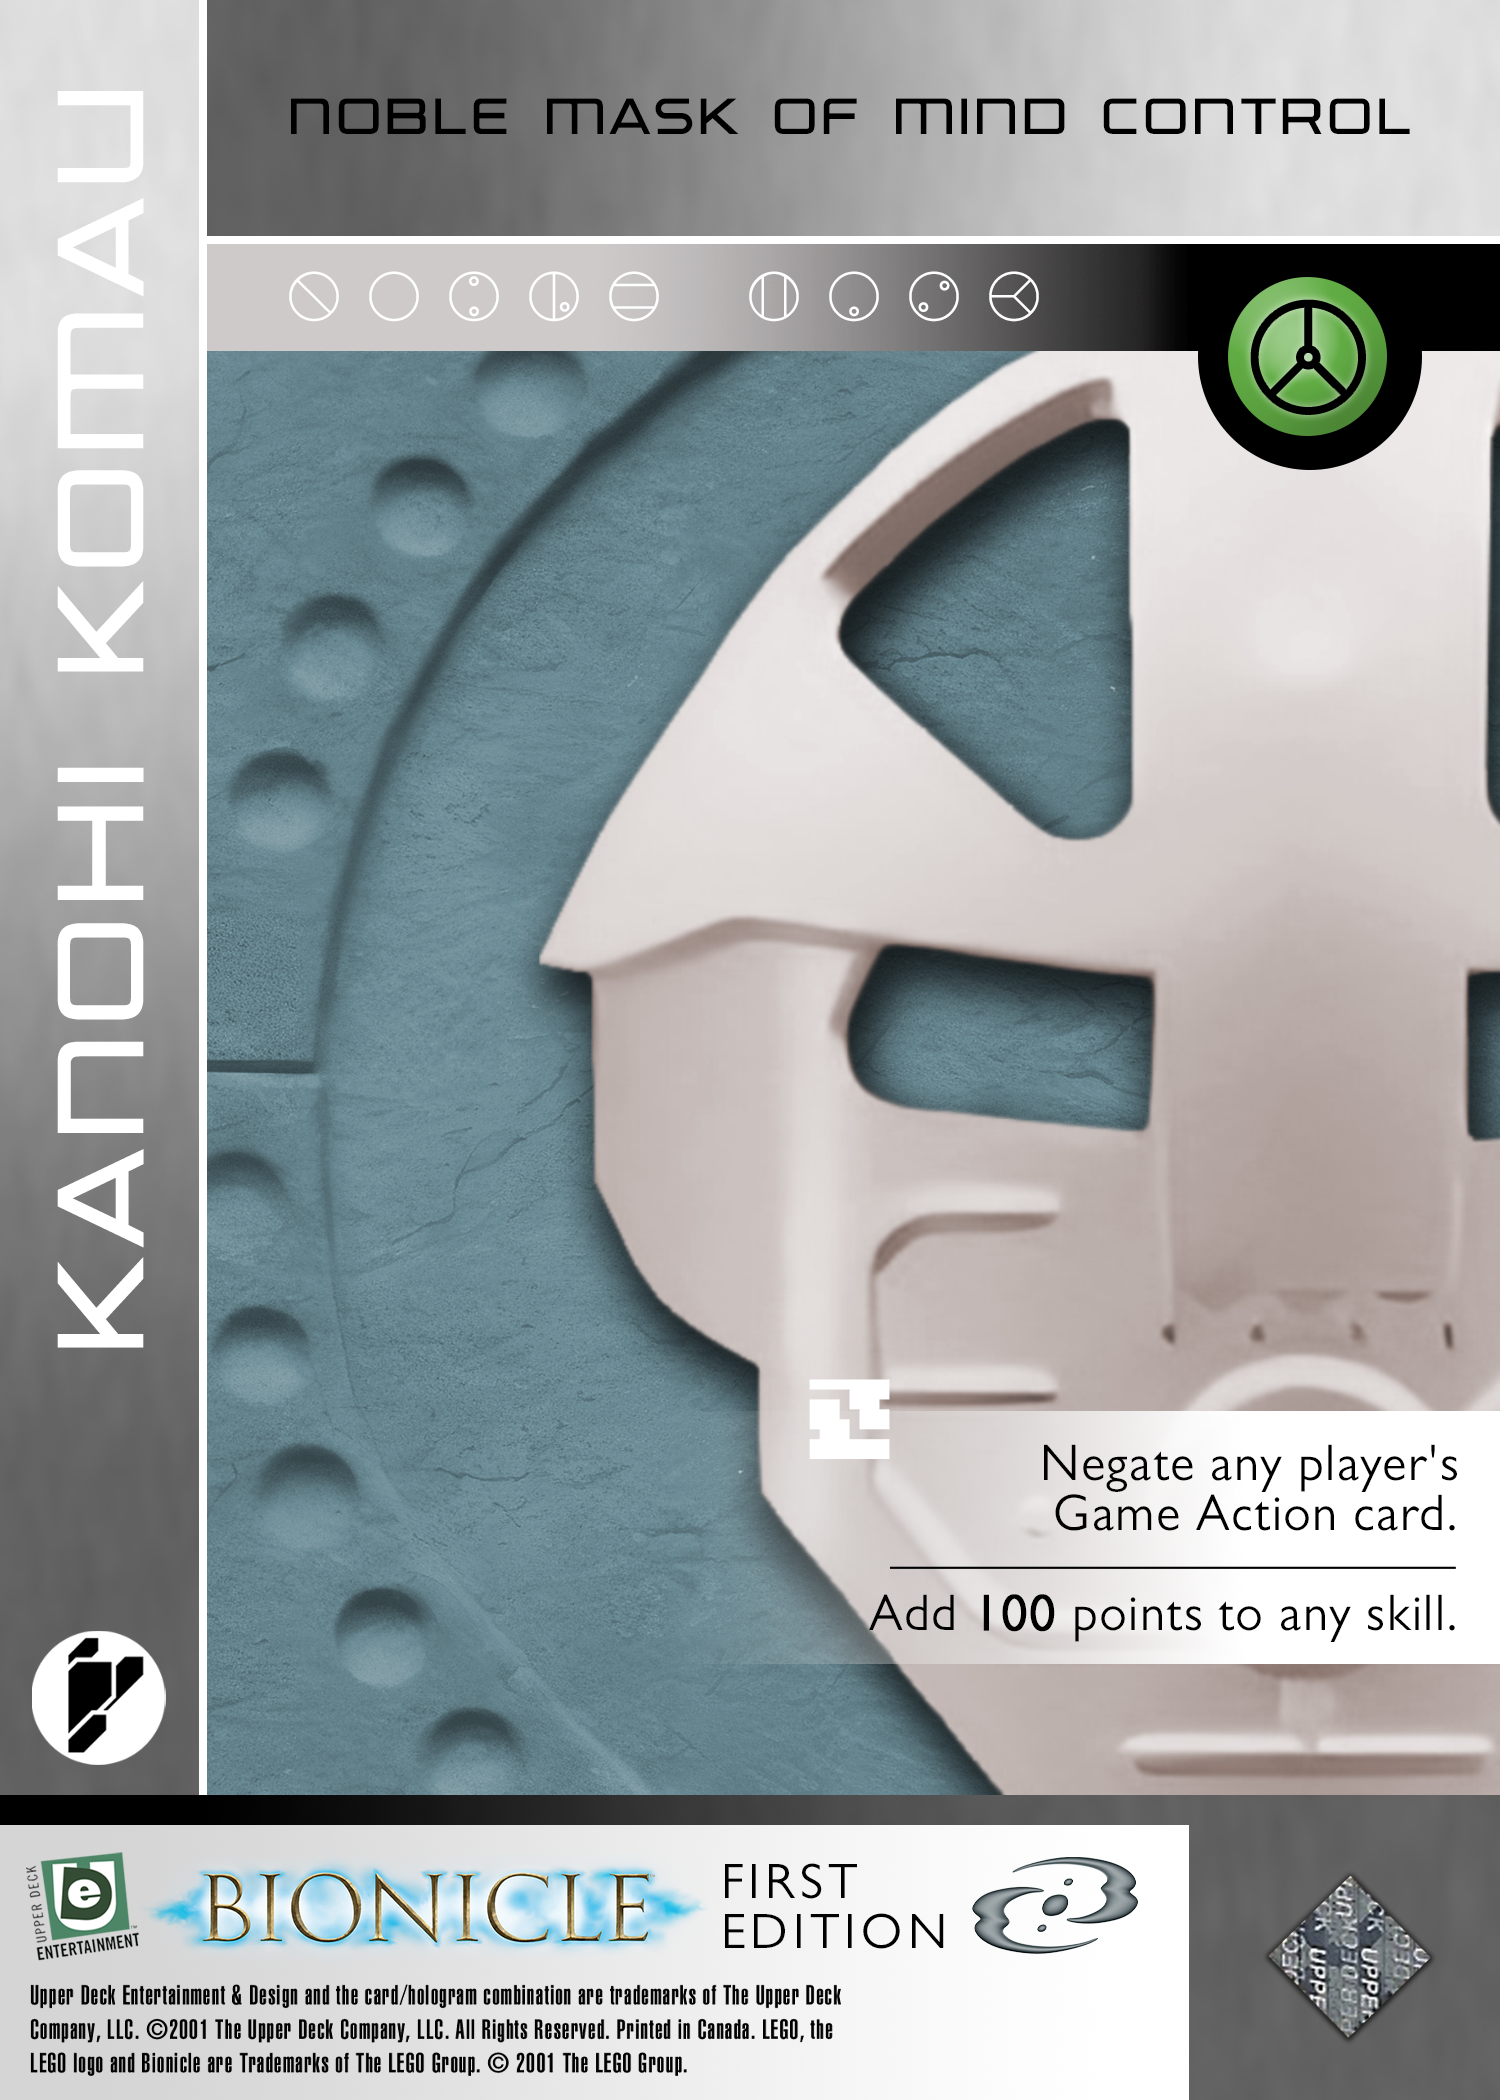 NOBLE MASK OF MIND CONTROL
KANOHI KOMAU
Negate any player's
Game Action card.
Add 100 points to any skill.
UPPER DECK
e
ENTERTAINMENT
BIONICLE
FIRST
EDITION
Upper Deck Entertainment & Design and the card/hologram combination are trademarks of The Upper Deck
Company, LLC. ©2001 The Upper Deck Company, LLC. All Rights Reserved. Printed in Canada. LEGO, the
LEGO logo and Bionicle are Trademarks of The LEGO Group. © 2001 The LEGO Group.